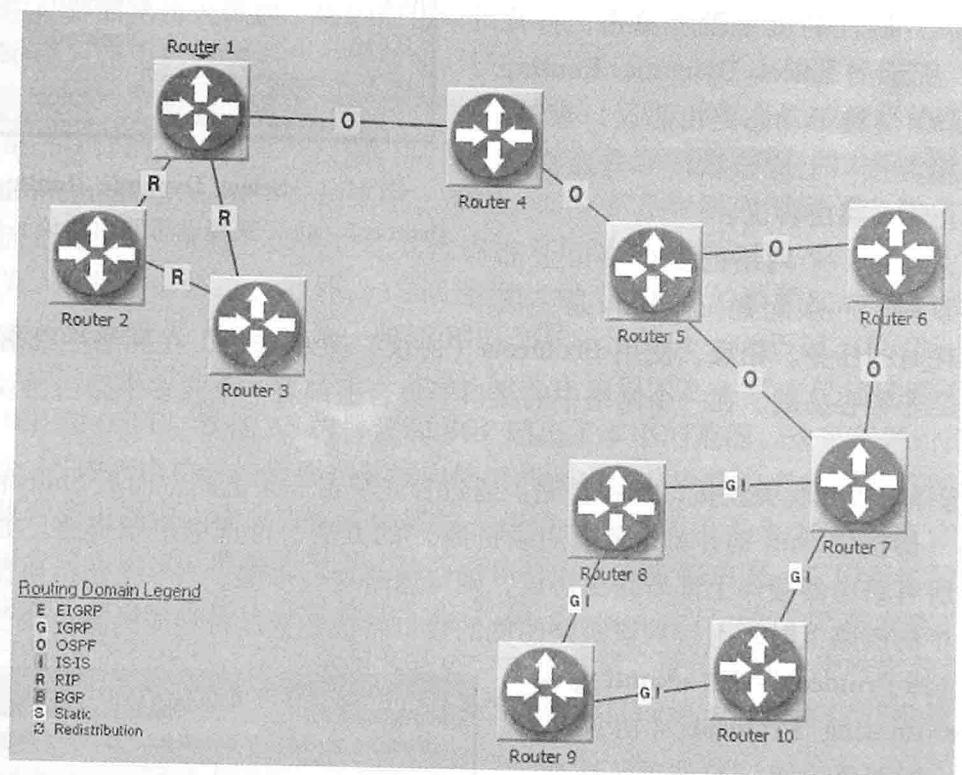 Router 1
O
Router 4
R
R
O
R
O
Router 2
Router 3
Router 5
Router 6
O
O
G I
Router 7
Router 8
G I
G I
G I
Router 9
Router 10
Routing Domain Legend
E EIGRP
G IGRP
O OSPF
I IS-IS
R RIP
B BGP
S Static
Redistribution